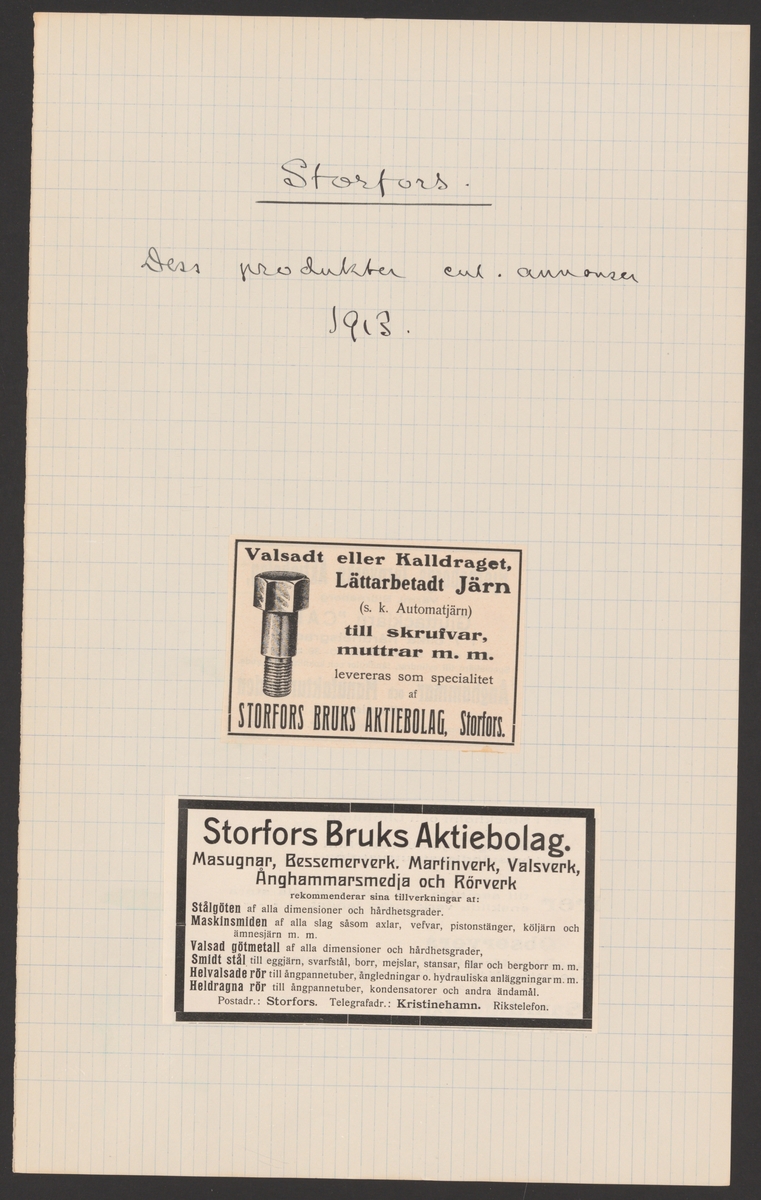 Storfors.
Dess produkter enl. annonser
1913.
Valsadt eller Kalldraget,
Lättarbetadt Järn
(s. k. Automatjärn)
till skrufvar,
muttrar m. m.
levereras som specialitet
af
STORFORS BRUKS AKTIEBOLAG, Storfors.
Storfors Bruks Aktiebolag.
Masugnar, Bessemerverk. Martinverk, Valsverk,
Ånghammarsmedja och Rörverk
rekommenderar sina tillverkningar af:
Stålgöten af alla dimensioner och hårdhetsgrader.
Maskinsmiden af alla slag såsom axlar, vefvar, pistonstänger, köljärn och
ämnesjärn m. m.
Valsad götmetall af alla dimensioner och hårdhetsgrader,
Smidt stål till eggjärn, svarfstål, borr, mejslar, stansar, filar och bergborr m. m.
Helvalsade rör till ångpannetuber, ångledningar o. hydrauliska anläggningar m. m.
Heldragna rör till ångpannetuber, kondensatorer och andra ändamål.
Postadr.: Storfors. Telegrafadr.: Kristinehamn. Rikstelefon.